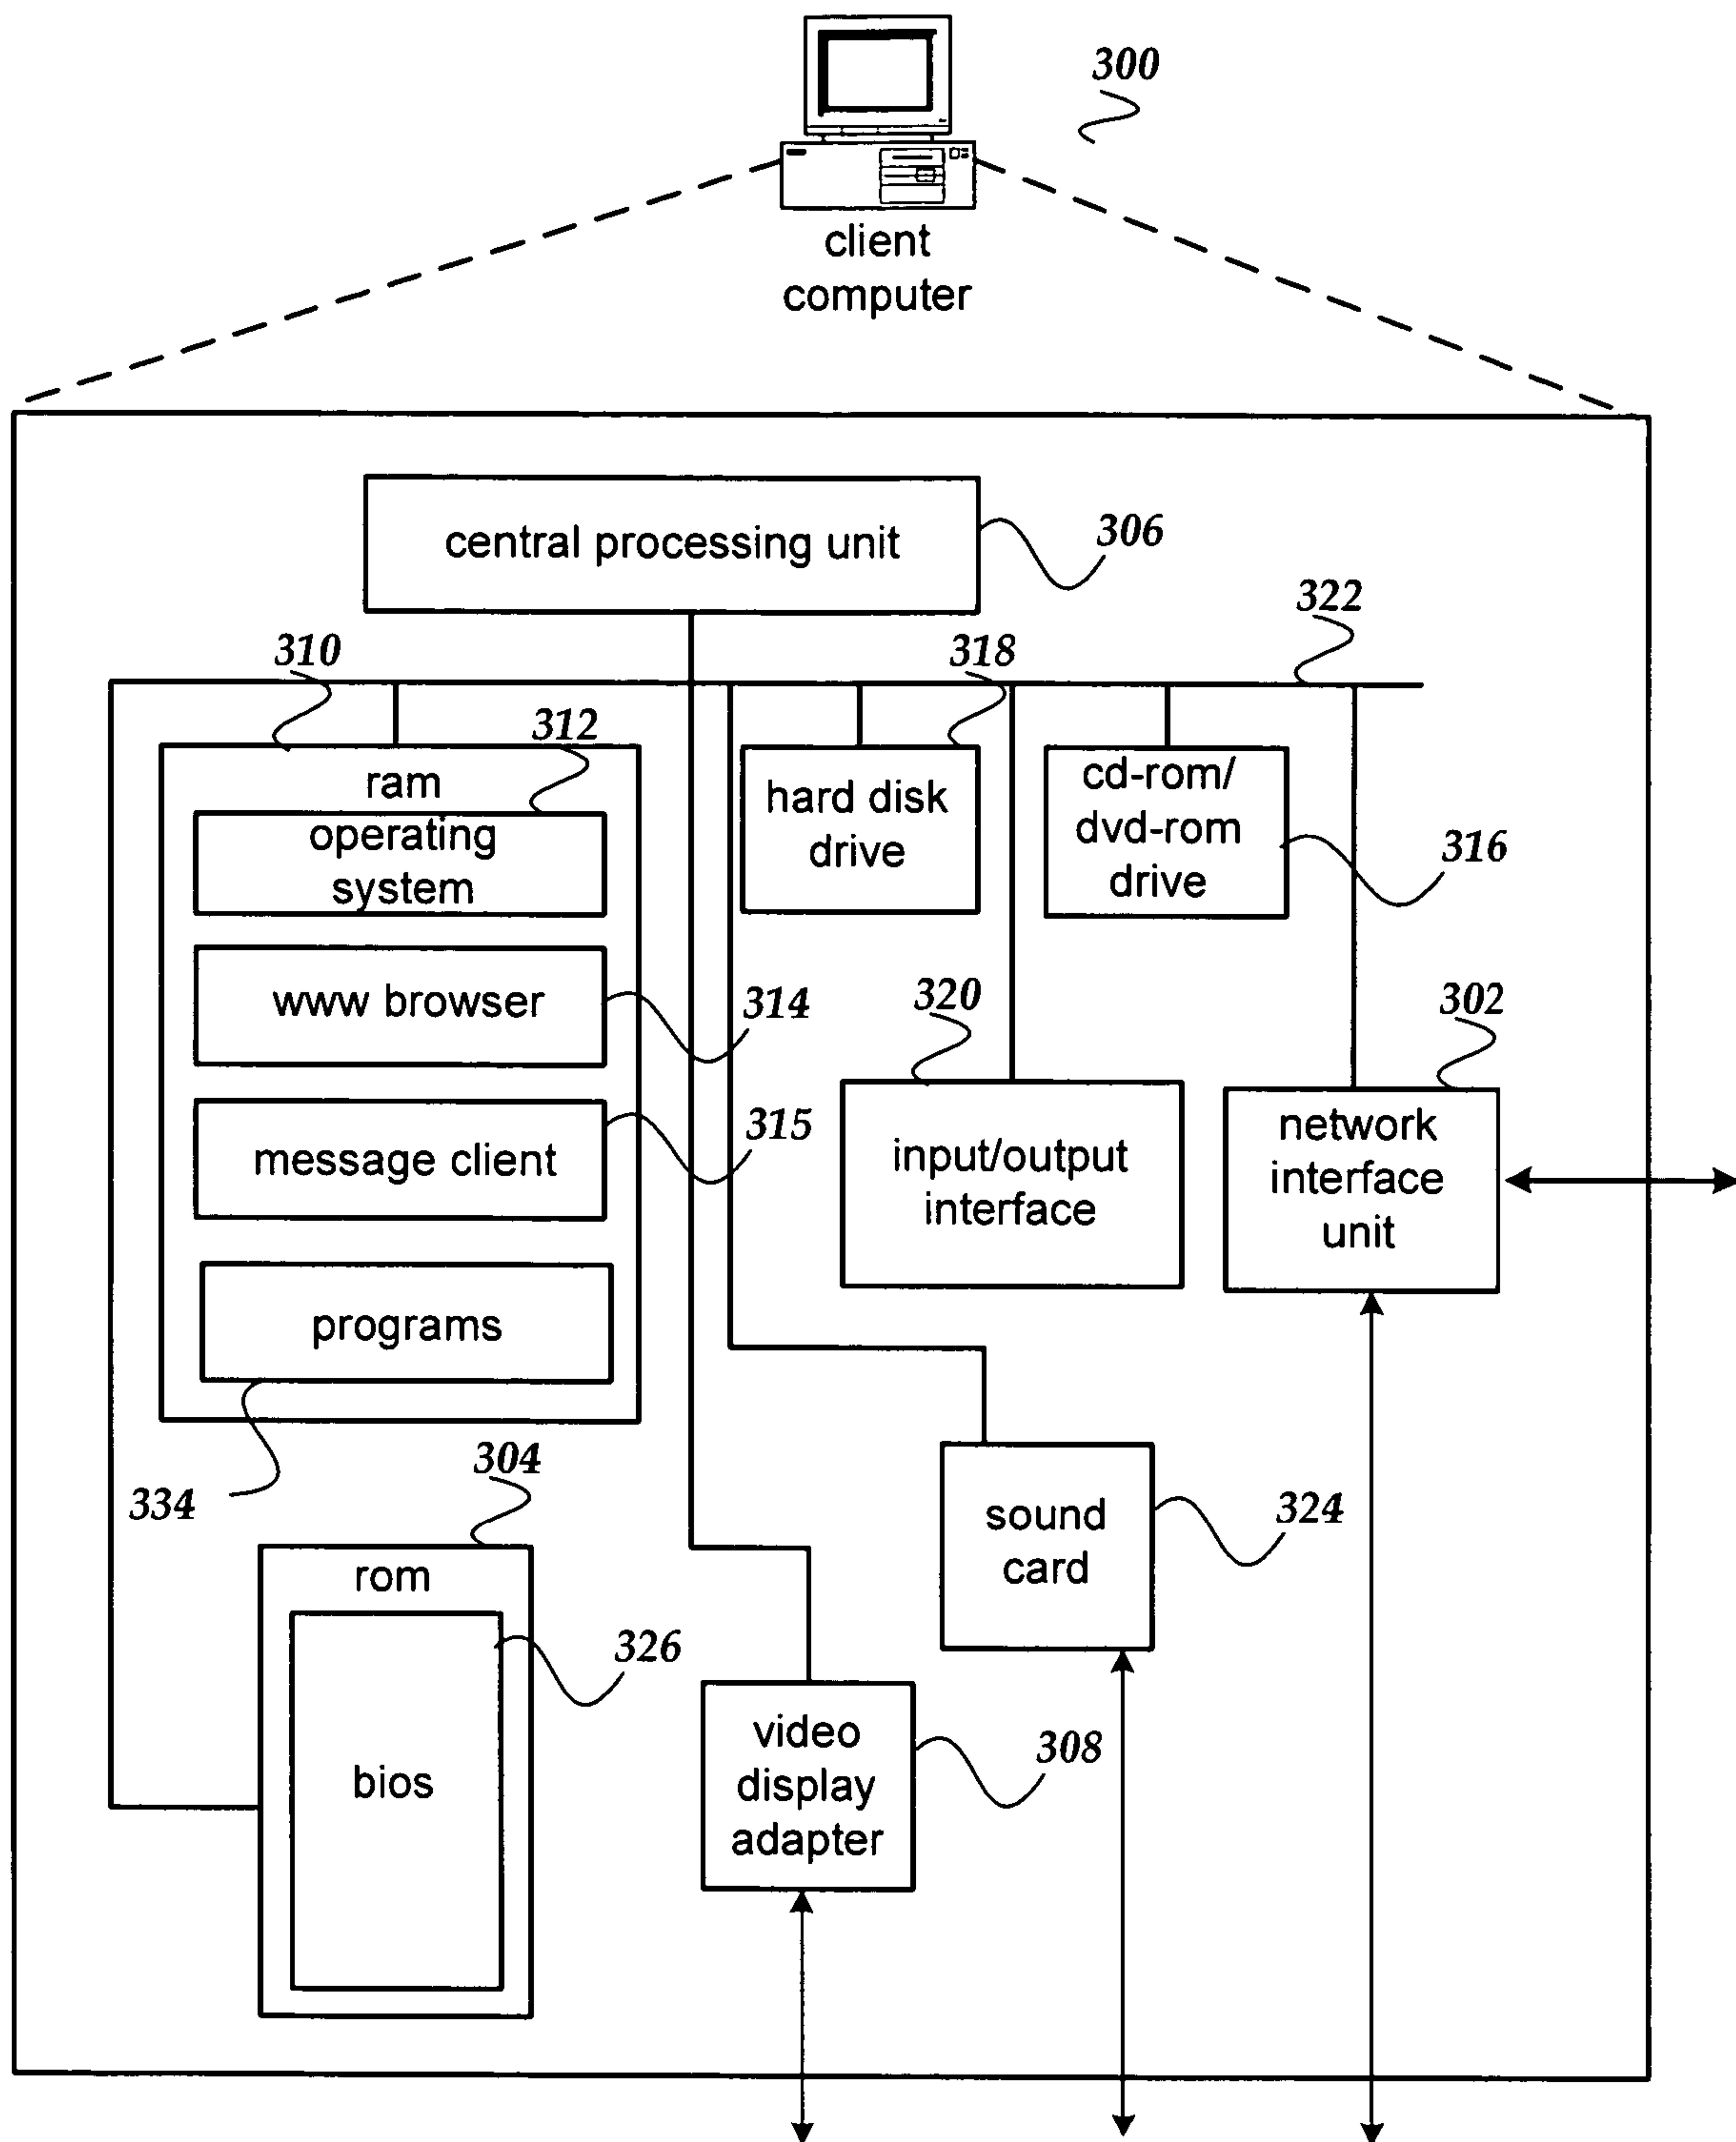 300
client
computer
central processing unit
306
322
310
318
312
ram
operating
system
hard disk
drive
cd-rom/
dvd-rom
drive
316
www browser
314
320
302
message client
315
input/output
interface
network
interface
unit
programs
334
304
sound
card
324
rom
326
bios
video
display
adapter
308